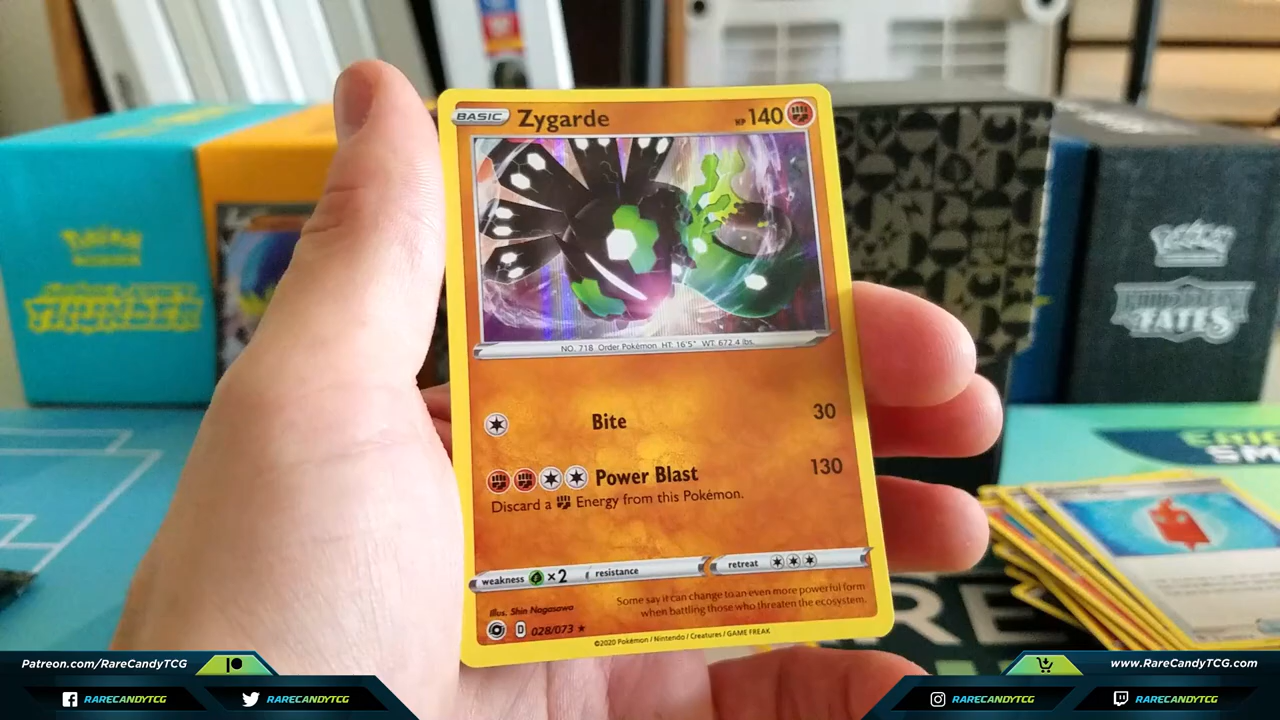 BASIC Zygarde HP 140
NO. 718 Order Pokémon HT: 16'5" WT: 672.4 lbs.
Bite 30
Power Blast 130
Discard a Energy from this Pokémon.
weakness ×2 resistance retreat
Some say it can change to an even more powerful form
when battling those who threaten the ecosystem.
Illus. Shin Nagasawa
D 028/073 ★
©2020 Pokémon / Nintendo / Creatures / GAME FREAK
FATES
Patreon.com/RareCandyTCG
RARECANDYTCG
RARECANDYTCG
www.RareCandyTCG.com
RARECANDYTCG
RARECANDYTCG